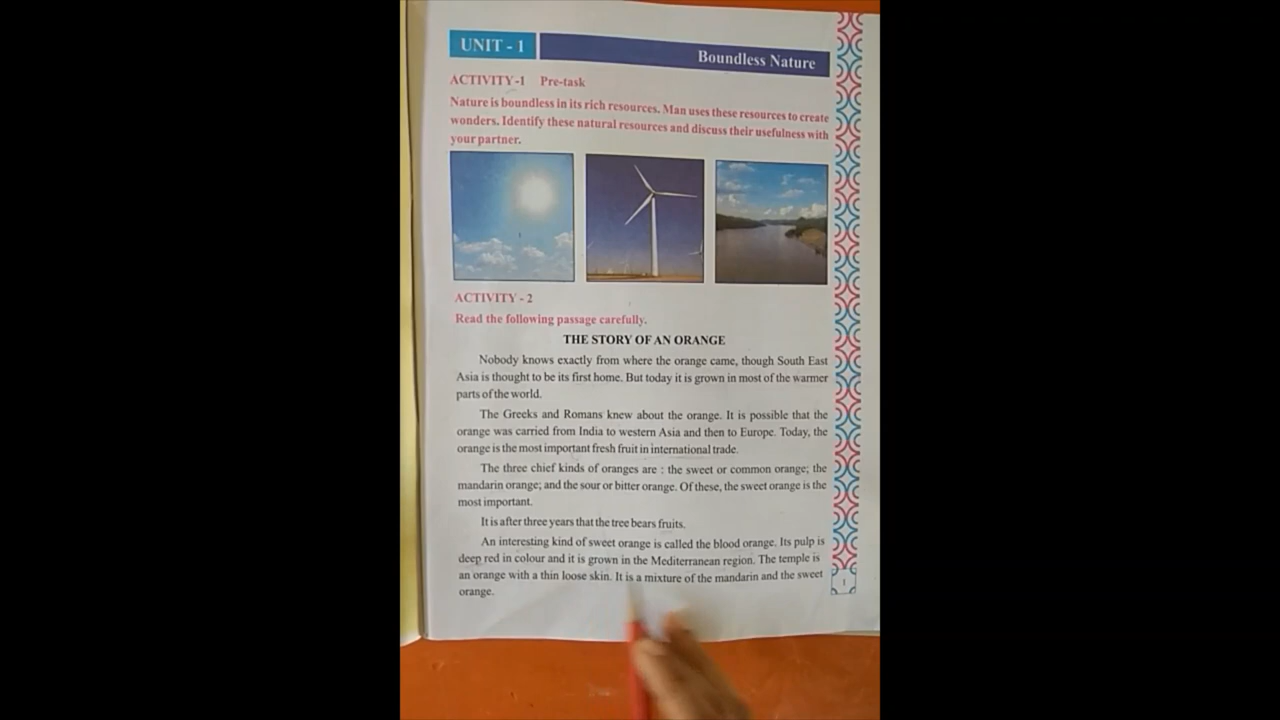 UNIT - 1
Boundless Nature
ACTIVITY-1 Pre-task
Nature is boundless in its rich resources. Man uses these resources to create
wonders. Identify these natural resources and discuss their usefulness with
your partner.
ACTIVITY - 2
Read the following passage carefully.
THE STORY OF AN ORANGE
Nobody knows exactly from where the orange came, though South East
Asia is thought to be its first home. But today it is grown in most of the warmer
parts of the world.
The Greeks and Romans knew about the orange. It is possible that the
orange was carried from India to western Asia and then to Europe. Today, the
orange is the most important fresh fruit in international trade.
The three chief kinds of oranges are : the sweet or common orange; the
mandarin orange; and the sour or bitter orange. Of these, the sweet orange is the
most important.
It is after three years that the tree bears fruits.
An interesting kind of sweet orange is called the blood orange. Its pulp is
deep red in colour and it is grown in the Mediterranean region. The temple is
an orange with a thin loose skin. It is a mixture of the mandarin and the sweet
orange.
1